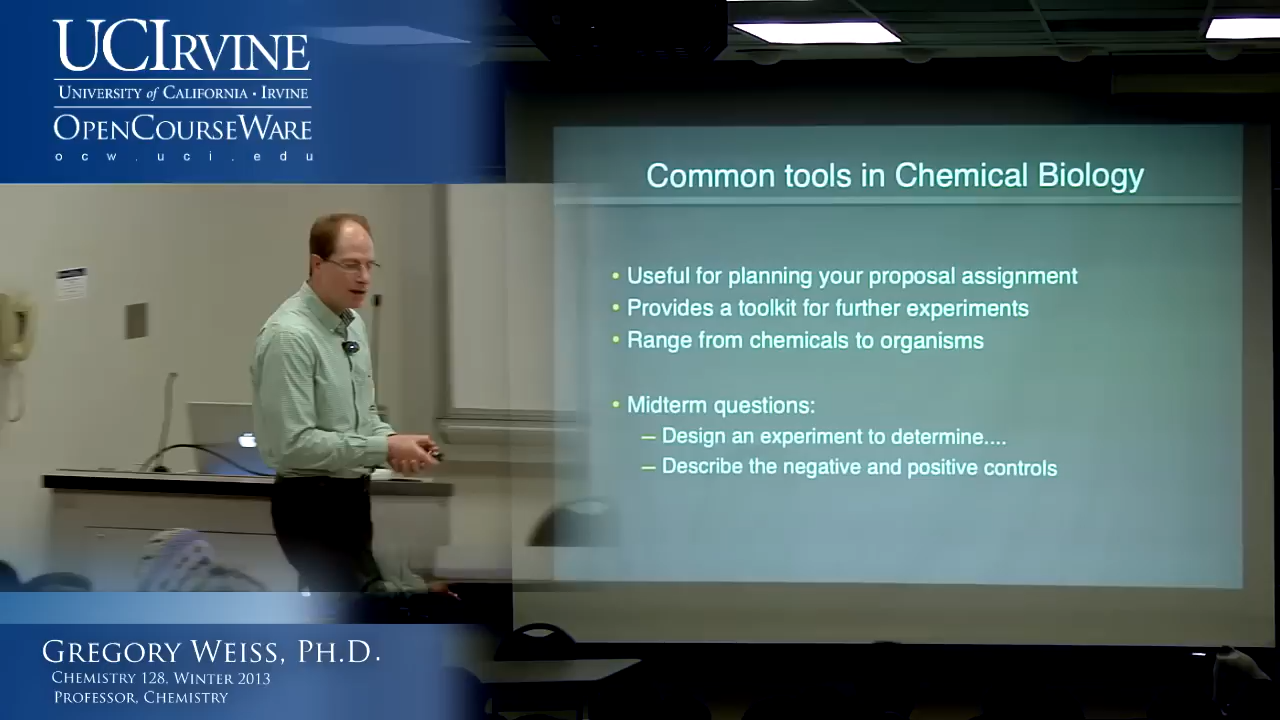 UCIRVINE
UNIVERSITY of CALIFORNIA · IRVINE
OPENCOURSEWARE
ocw.uci.edu
Common tools in Chemical Biology
• Useful for planning your proposal assignment
• Provides a toolkit for further experiments
• Range from chemicals to organisms
• Midterm questions:
– Design an experiment to determine....
– Describe the negative and positive controls
GREGORY WEISS, PH.D.
CHEMISTRY 128, WINTER 2013
PROFESSOR, CHEMISTRY